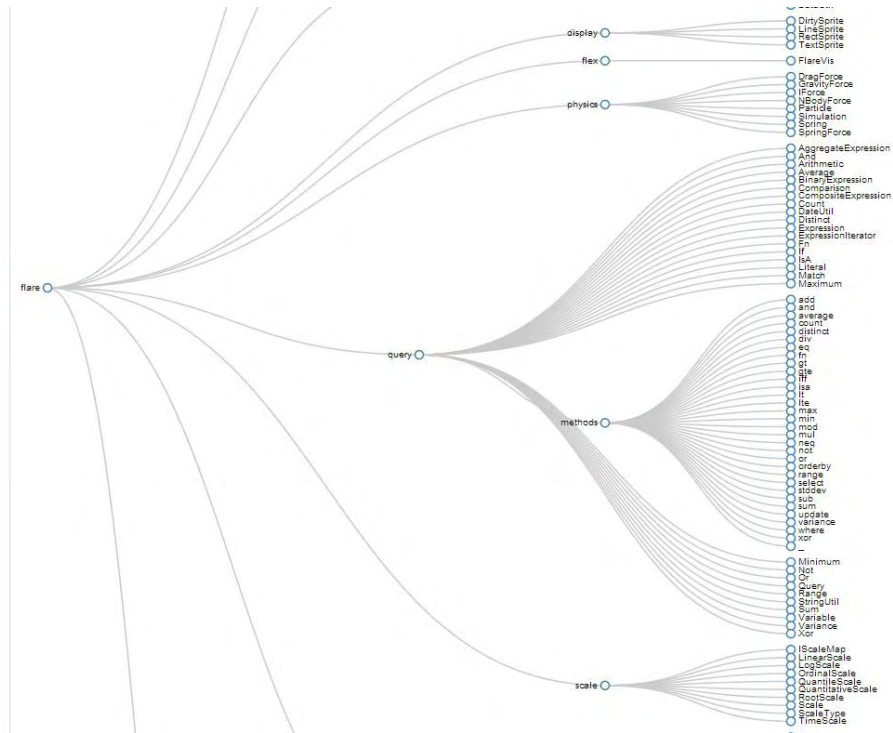 display
DirtySprite
LineSprite
RectSprite
TextSprite
flex
FlareVis
physics
DragForce
GravityForce
IForce
NBodyForce
Particle
Simulation
Spring
SpringForce
flare
query
AggregateExpression
And
Arithmetic
Average
BinaryExpression
Comparison
CompositeExpression
Count
DateUtil
Distinct
Expression
ExpressionIterator
Fn
If
IsA
Literal
Match
Maximum
methods
add
and
average
count
distinct
div
eq
fn
gt
gte
iff
isa
lt
lte
max
min
mod
mul
neq
not
or
orderby
range
select
stddev
sub
sum
update
variance
where
xor
_
Minimum
Not
Or
Query
Range
StringUtil
Sum
Variable
Variance
Xor
scale
IScaleMap
LinearScale
LogScale
OrdinalScale
QuantileScale
QuantitativeScale
RootScale
Scale
ScaleType
TimeScale